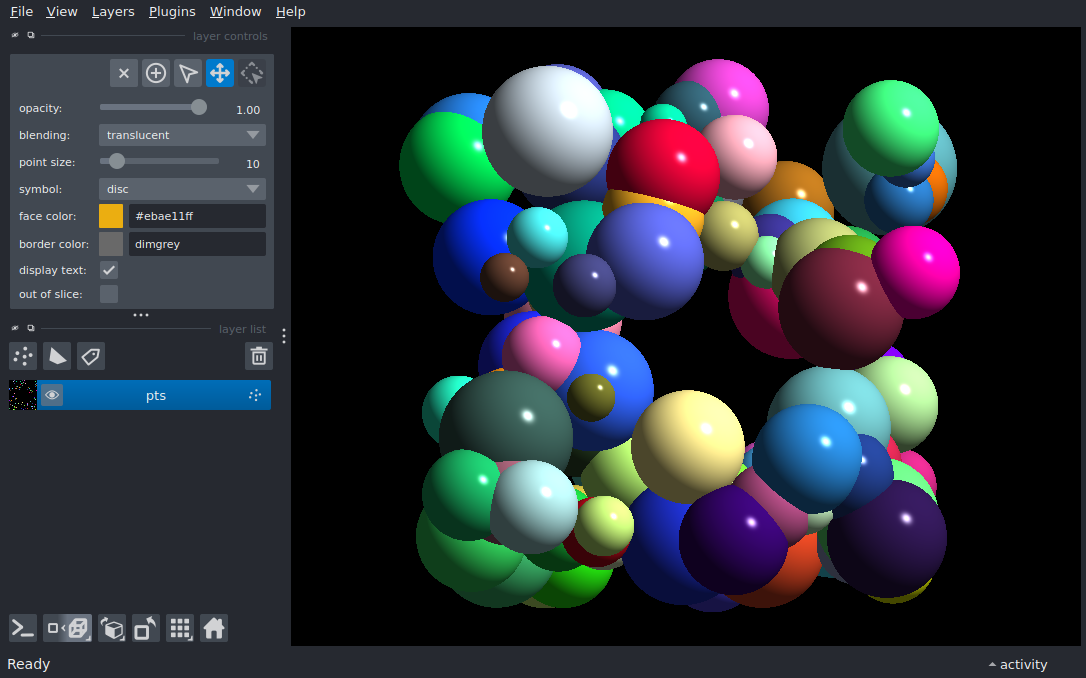 File View Layers Plugins Window Help
layer controls
opacity: 1.00
blending: translucent
point size: 10
symbol: disc
face color: #ebae11ff
border color: dimgrey
display text:
out of slice:
layer list
pts
Ready
activity